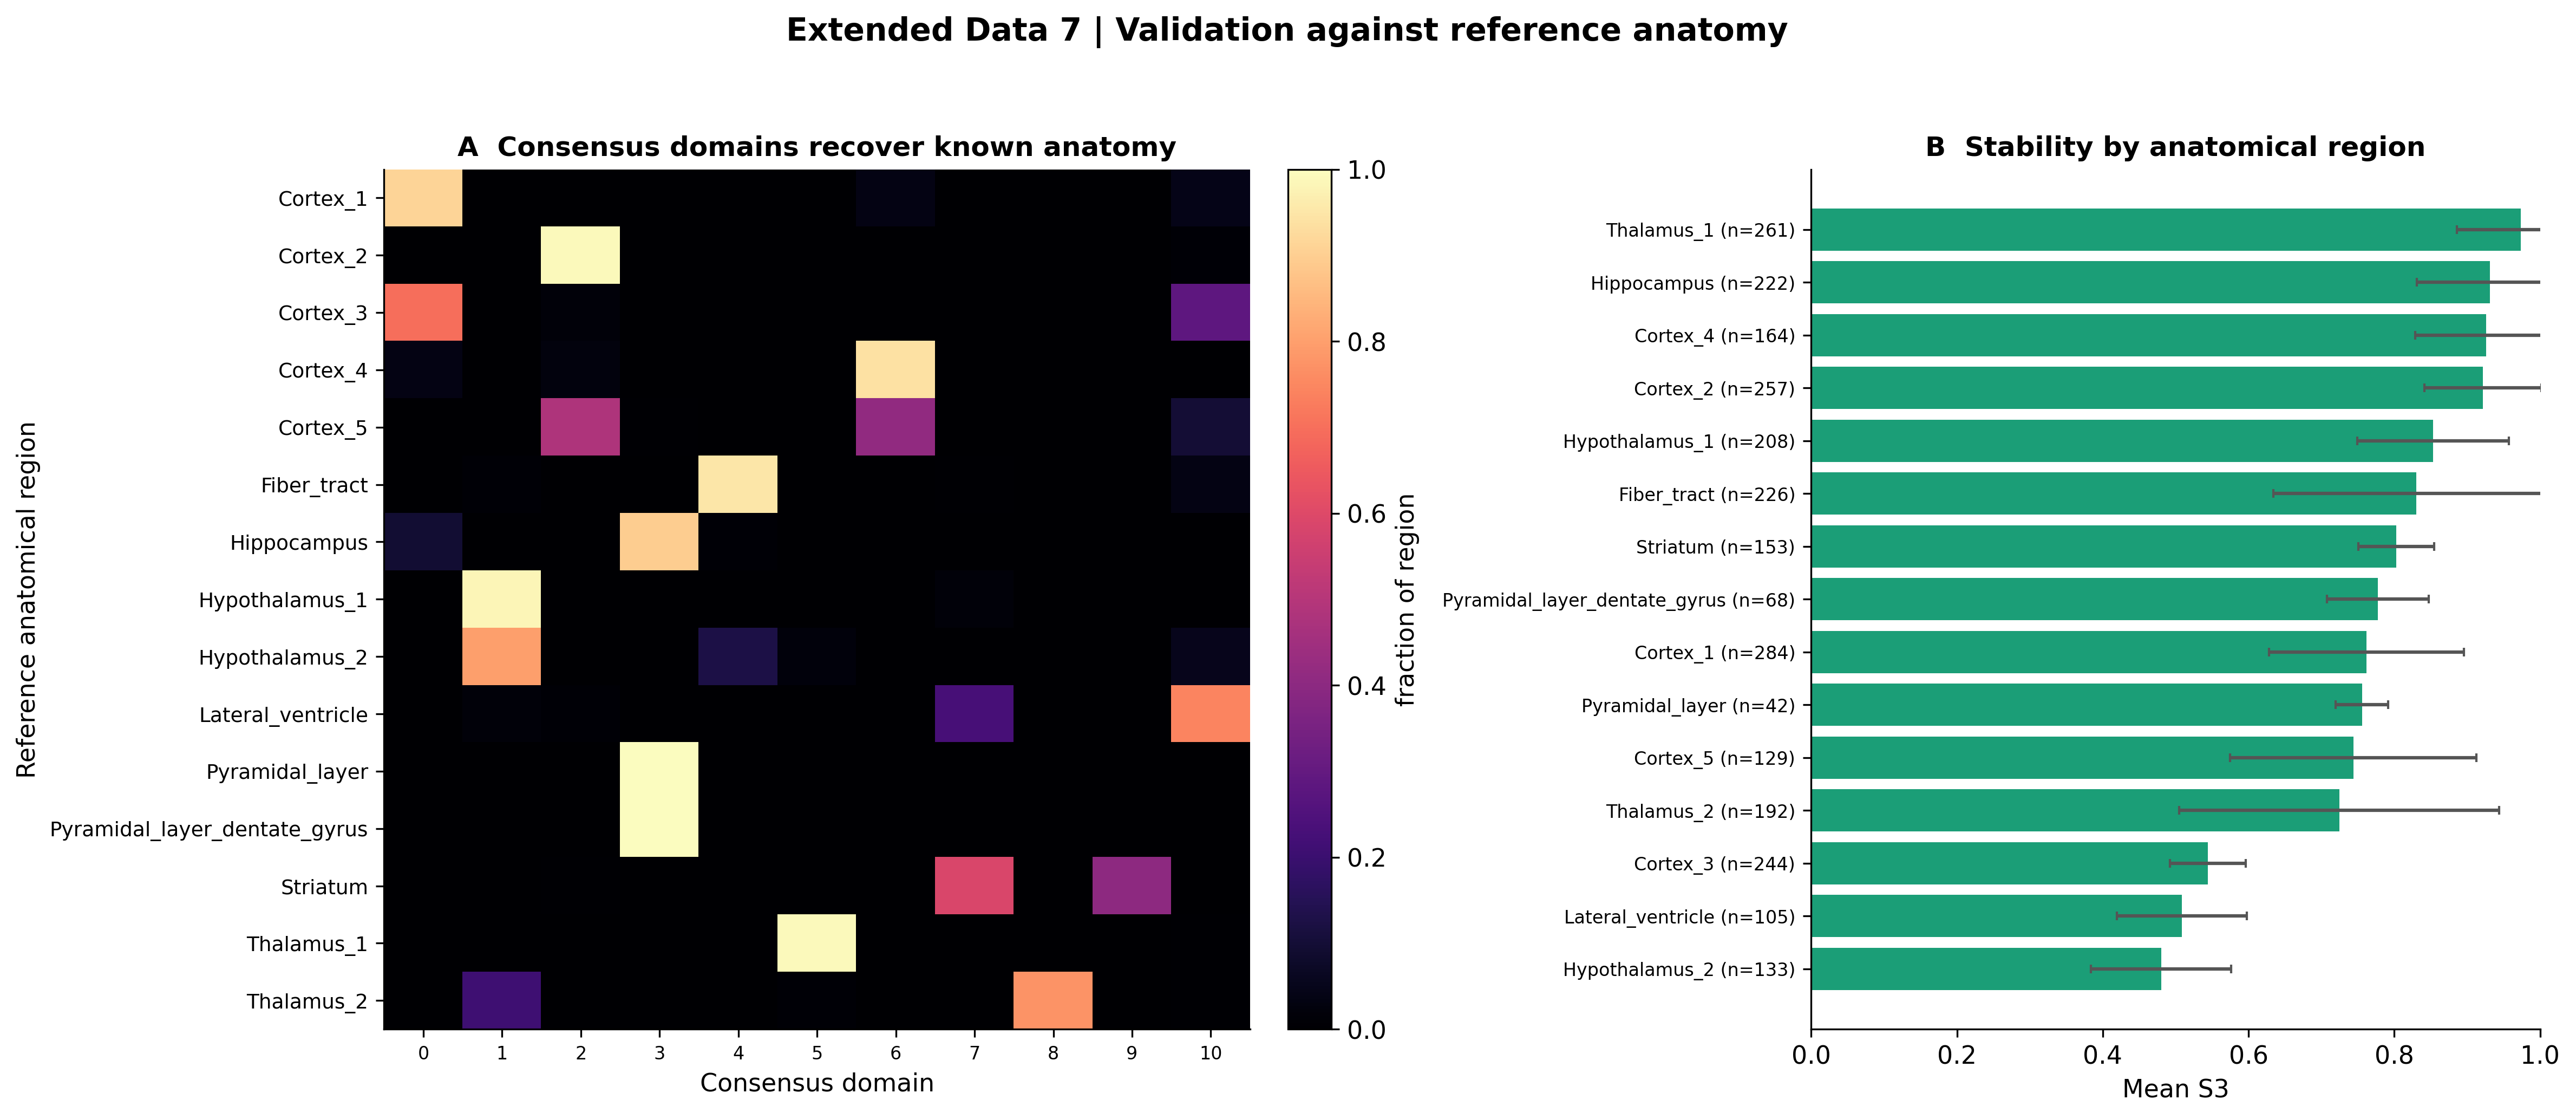 Extended Data 7 | Validation against reference anatomy
A  Consensus domains recover known anatomy
Reference anatomical region
Cortex_1
Cortex_2
Cortex_3
Cortex_4
Cortex_5
Fiber_tract
Hippocampus
Hypothalamus_1
Hypothalamus_2
Lateral_ventricle
Pyramidal_layer
Pyramidal_layer_dentate_gyrus
Striatum
Thalamus_1
Thalamus_2
0 1 2 3 4 5 6 7 8 9 10
Consensus domain
1.0
0.8
0.6
0.4
0.2
0.0
fraction of region
B  Stability by anatomical region
Thalamus_1 (n=261)
Hippocampus (n=222)
Cortex_4 (n=164)
Cortex_2 (n=257)
Hypothalamus_1 (n=208)
Fiber_tract (n=226)
Striatum (n=153)
Pyramidal_layer_dentate_gyrus (n=68)
Cortex_1 (n=284)
Pyramidal_layer (n=42)
Cortex_5 (n=129)
Thalamus_2 (n=192)
Cortex_3 (n=244)
Lateral_ventricle (n=105)
Hypothalamus_2 (n=133)
0.0 0.2 0.4 0.6 0.8 1.0
Mean S3